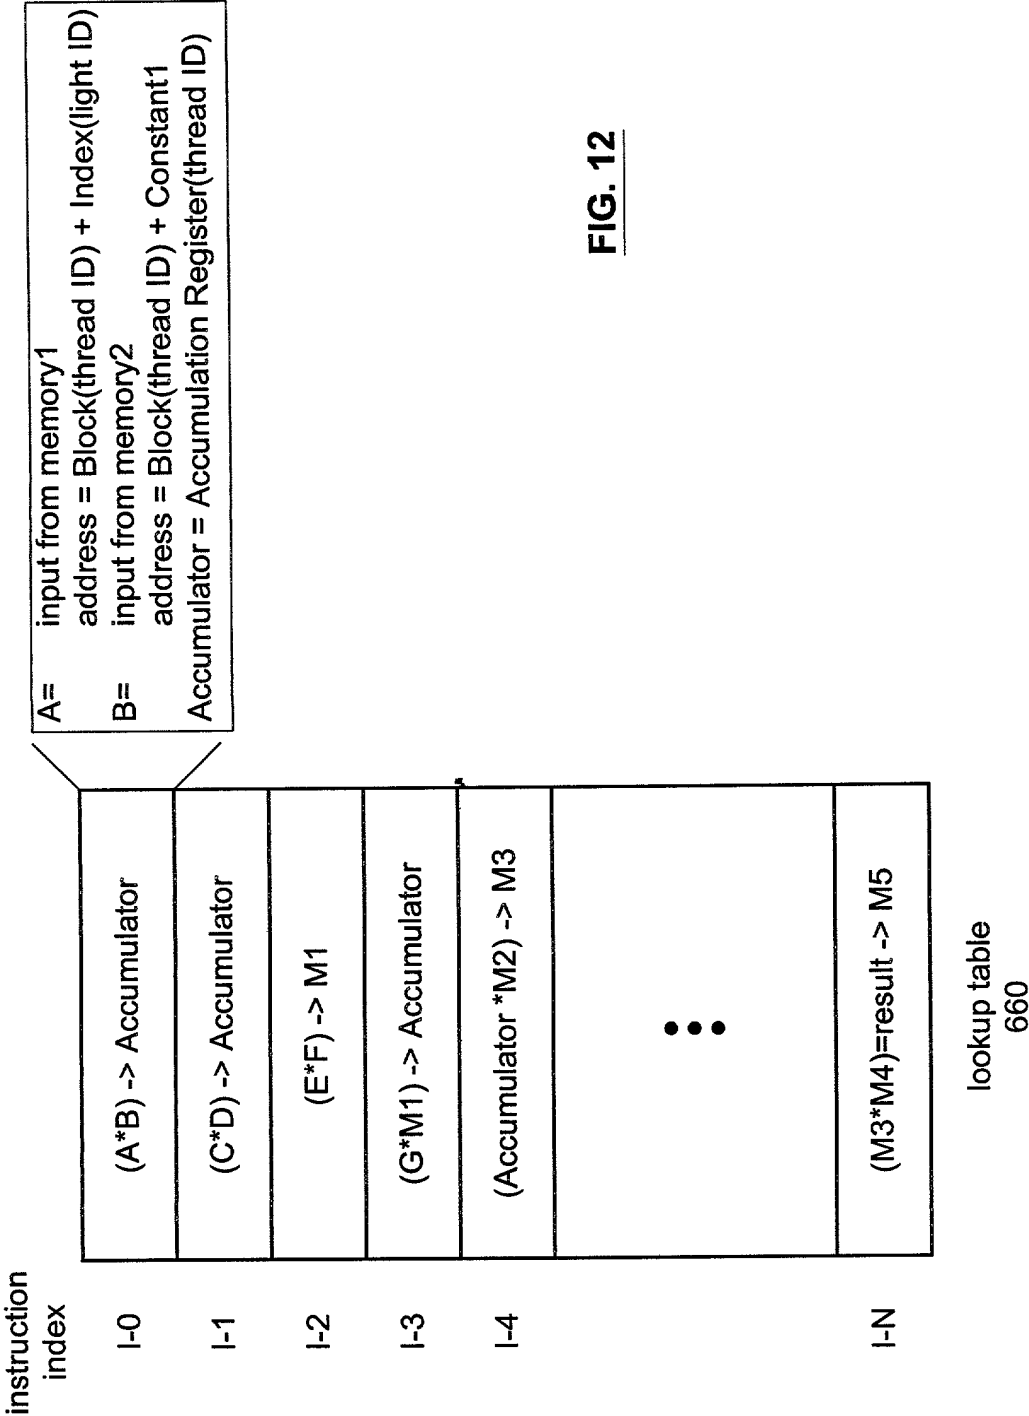 instruction
index
I-0
(A*B) -> Accumulator
I-1
(C*D) -> Accumulator
I-2
(E*F) -> M1
I-3
(G*M1) -> Accumulator
I-4
(Accumulator *M2) -> M3
I-N
(M3*M4)=result -> M5
lookup table
660
A= input from memory1
address = Block(thread ID) + Index(light ID)
B= input from memory2
address = Block(thread ID) + Constant1
Accumulator = Accumulation Register(thread ID)
FIG. 12